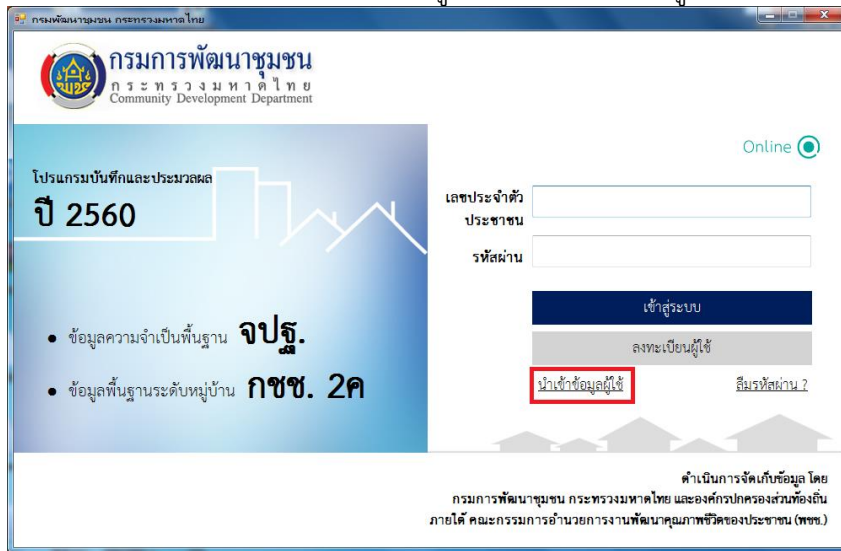 กรมพัฒนาชุมชน กระทรวงมหาดไทย
กรมการพัฒนาชุมชน
กระทรวงมหาดไทย
Community Development Department
Online
โปรแกรมบันทึกและประมวลผล
ปี 2560
เลขประจำตัว
ประชาชน
รหัสผ่าน
เข้าสู่ระบบ
ลงทะเบียนผู้ใช้
นำเข้าข้อมูลผู้ใช้
ลืมรหัสผ่าน ?
• ข้อมูลความจำเป็นพื้นฐาน จปฐ.
• ข้อมูลพื้นฐานระดับหมู่บ้าน กชช. 2ค
ดำเนินการจัดเก็บข้อมูล โดย
กรมการพัฒนาชุมชน กระทรวงมหาดไทย และองค์กรปกครองส่วนท้องถิ่น
ภายใต้ คณะกรรมการอำนวยการงานพัฒนาคุณภาพชีวิตของประชาชน (พชช.)